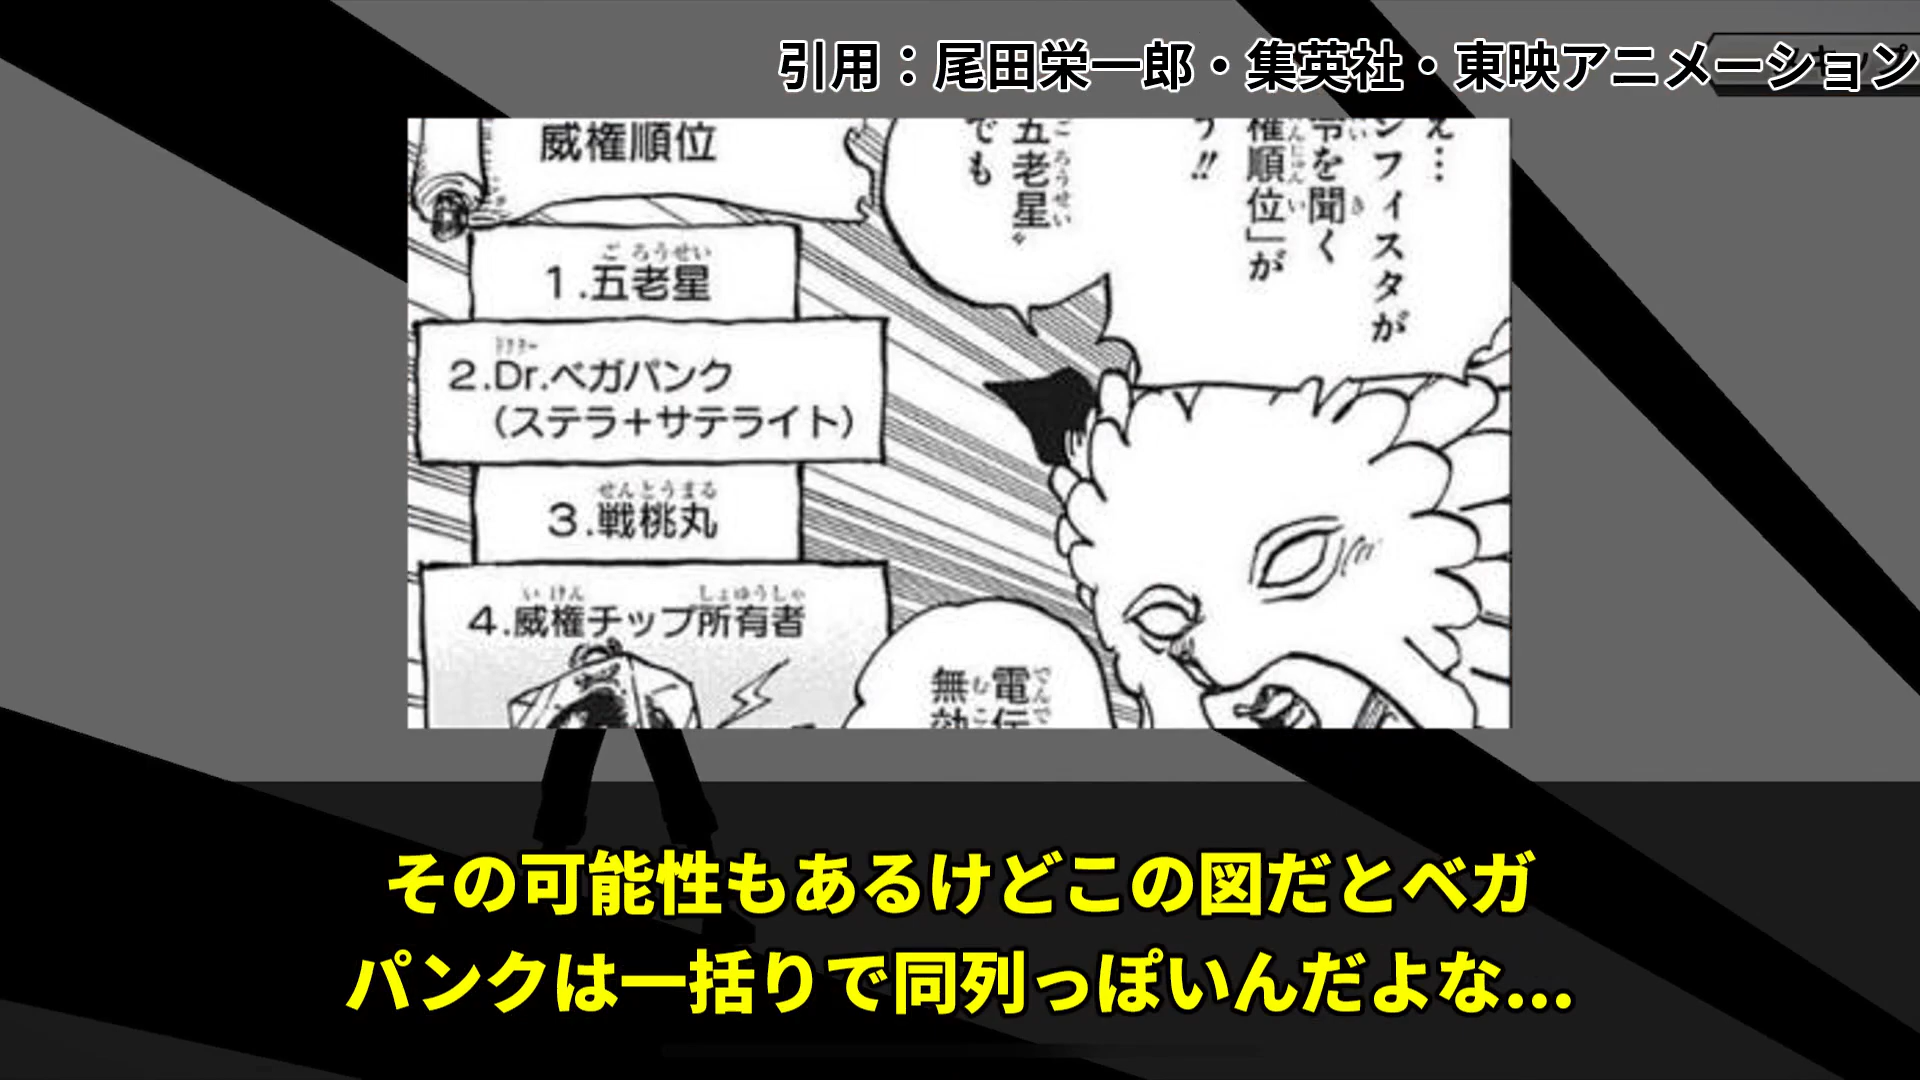 引用：尾田栄一郎・集英社・東映アニメーション
え…
シフィスタが
令を聞く
権順位」が
う!!
五老星〟
でも
威権順位
1.五老星
2.Dr.ベガパンク
（ステラ＋サテライト）
3.戦桃丸
4.威権チップ所有者
電伝
無効
その可能性もあるけどこの図だとベガ
パンクは一括りで同列っぽいんだよな…